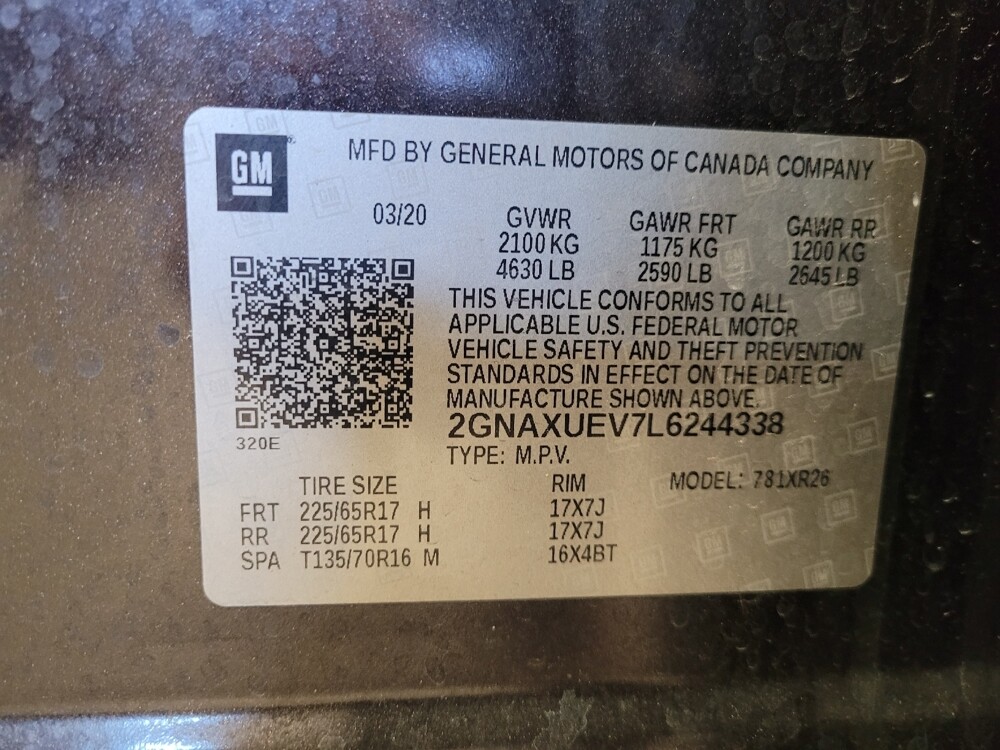 GM
MFD BY GENERAL MOTORS OF CANADA COMPANY
03/20 GVWR GAWR FRT GAWR RR
2100 KG 1175 KG 1200 KG
4630 LB 2590 LB 2645 LB
THIS VEHICLE CONFORMS TO ALL
APPLICABLE U.S. FEDERAL MOTOR
VEHICLE SAFETY AND THEFT PREVENTION
STANDARDS IN EFFECT ON THE DATE OF
MANUFACTURE SHOWN ABOVE.
2GNAXUEV7L6244338
320E
TYPE: M.P.V.
TIRE SIZE RIM MODEL: 781XR26
FRT 225/65R17 H 17X7J
RR 225/65R17 H 17X7J
SPA T135/70R16 M 16X4BT